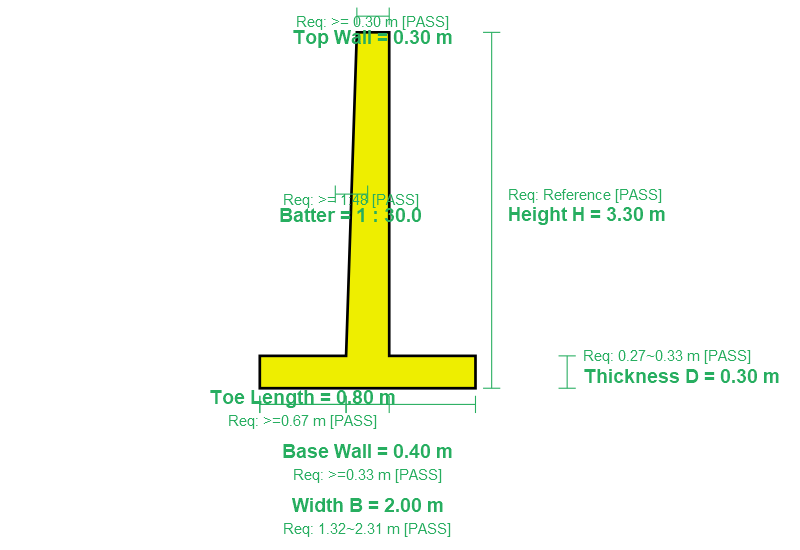 Req: >= 0.30 m [PASS]
Top Wall = 0.30 m
Req: Reference [PASS]
Height H = 3.30 m
Req: >= 1:48 [PASS]
Batter = 1 : 30.0
Req: 0.27~0.33 m [PASS]
Thickness D = 0.30 m
Toe Length = 0.80 m
Req: >=0.67 m [PASS]
Base Wall = 0.40 m
Req: >=0.33 m [PASS]
Width B = 2.00 m
Req: 1.32~2.31 m [PASS]